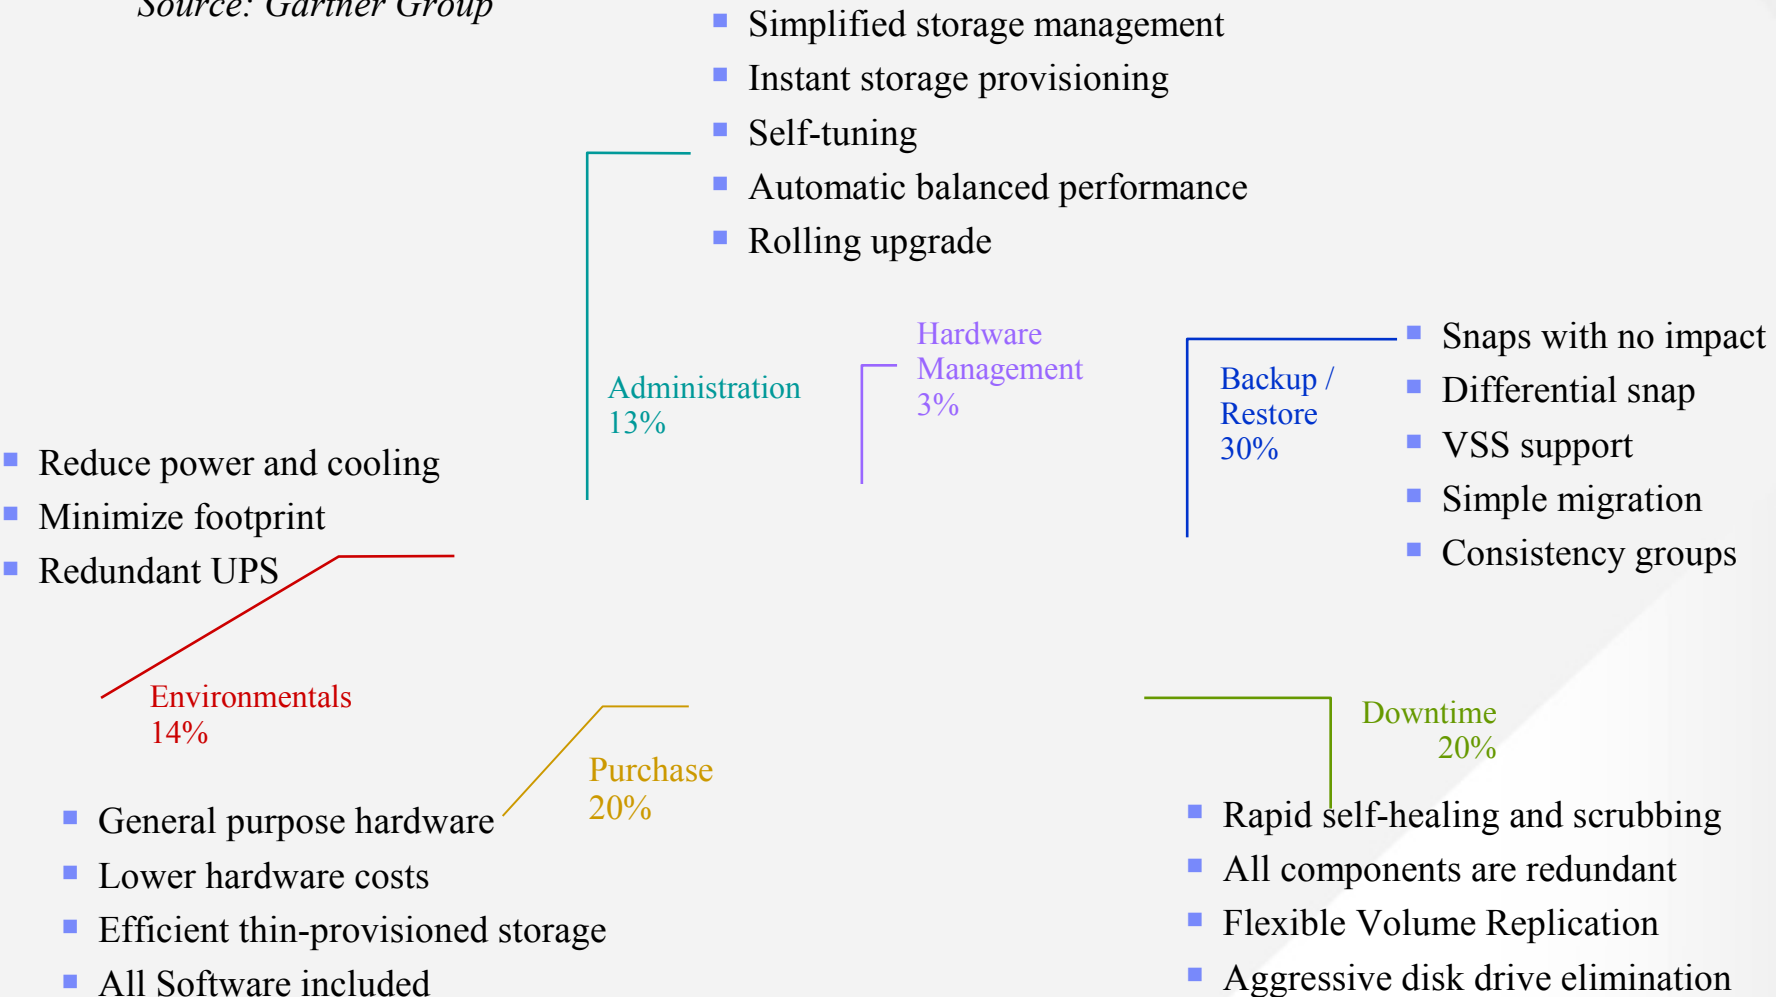 Source: Gartner Group
Simplified storage management
Instant storage provisioning
Self-tuning
Automatic balanced performance
Rolling upgrade
Hardware
Management
3%
Administration
13%
Backup /
Restore
30%
Snaps with no impact
Differential snap
VSS support
Simple migration
Consistency groups
Reduce power and cooling
Minimize footprint
Redundant UPS
Environmentals
14%
Purchase
20%
Downtime
20%
General purpose hardware
Lower hardware costs
Efficient thin-provisioned storage
All Software included
Rapid self-healing and scrubbing
All components are redundant
Flexible Volume Replication
Aggressive disk drive elimination